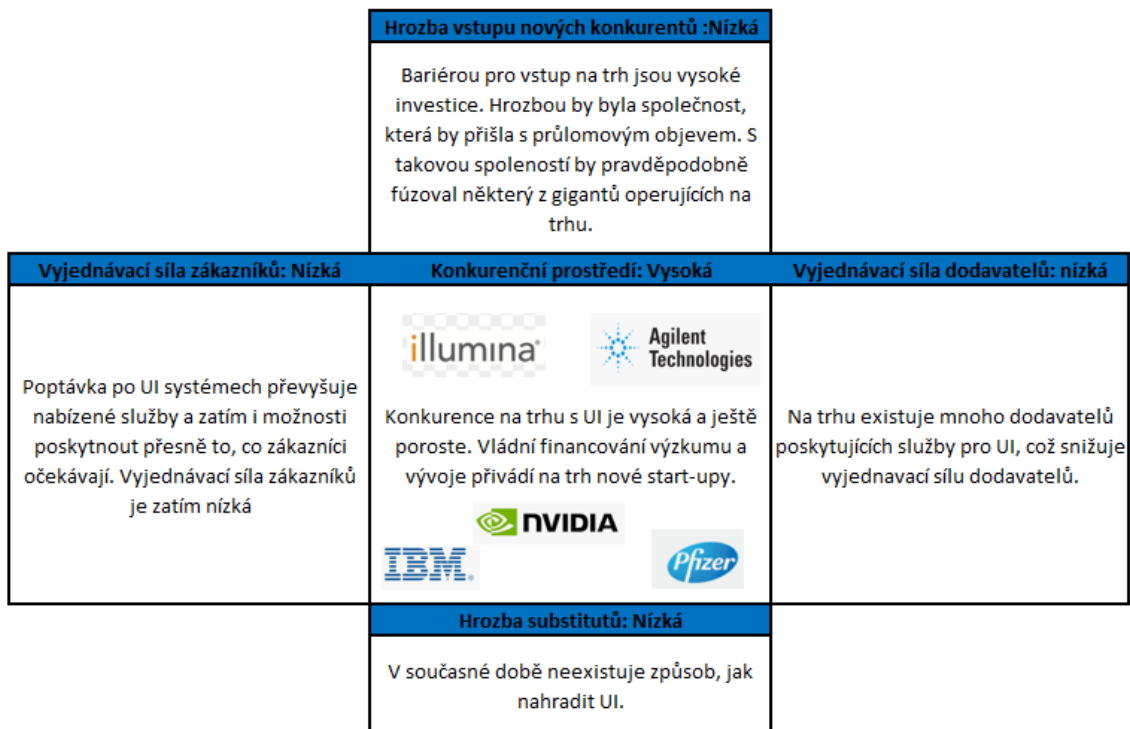 Hrozba vstupu nových konkurentů :Nízká
Bariérou pro vstup na trh jsou vysoké
investice. Hrozbou by byla společnost,
která by přišla s průlomovým objevem. S
takovou spoleností by pravděpodobně
fúzoval některý z gigantů operujících na
trhu.
Vyjednávací síla zákazníků: Nízká
Poptávka po UI systémech převyšuje
nabízené služby a zatím i možnosti
poskytnout přesně to, co zákazníci
očekávají. Vyjednávací síla zákazníků
je zatím nízká
Konkurenční prostředí: Vysoká
illumina
Agilent
Technologies
Konkurence na trhu s UI je vysoká a ještě
poroste. Vládní financování výzkumu a
vývoje přivádí na trh nové start-upy.
NVIDIA
IBM.
Pfizer
Vyjednávací síla dodavatelů: nízká
Na trhu existuje mnoho dodavatelů
poskytujících služby pro UI, což snižuje
vyjednavací sílu dodavatelů.
Hrozba substitutů: Nízká
V současné době neexistuje způsob, jak
nahradit UI.